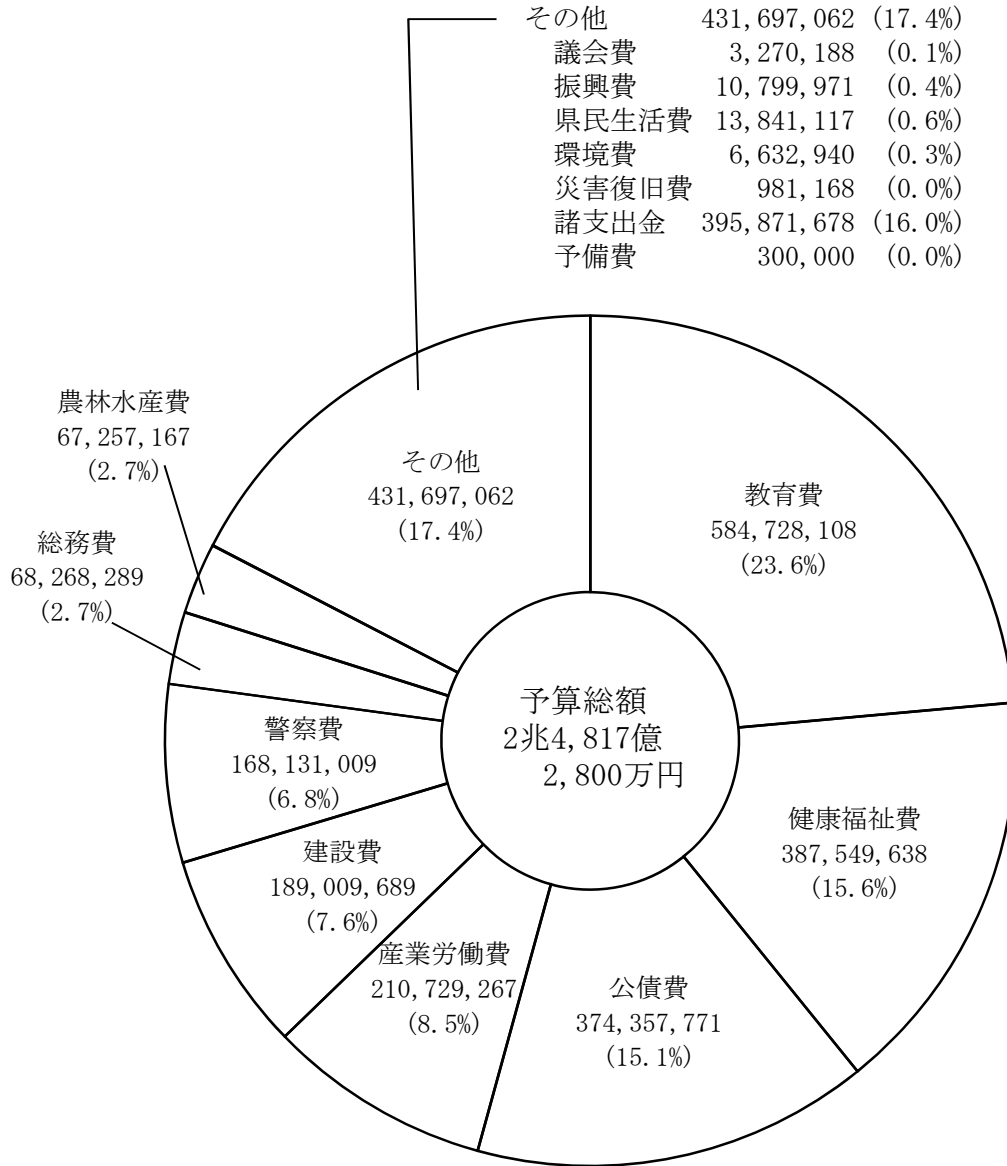 その他 431,697,062 (17.4%)
議会費 3,270,188 (0.1%)
振興費 10,799,971 (0.4%)
県民生活費 13,841,117 (0.6%)
環境費 6,632,940 (0.3%)
災害復旧費 981,168 (0.0%)
諸支出金 395,871,678 (16.0%)
予備費 300,000 (0.0%)
農林水産費
67,257,167
(2.7%)
総務費
68,268,289
(2.7%)
その他
431,697,062
(17.4%)
教育費
584,728,108
(23.6%)
予算総額
2兆4,817億
2,800万円
警察費
168,131,009
(6.8%)
健康福祉費
387,549,638
(15.6%)
建設費
189,009,689
(7.6%)
産業労働費
210,729,267
(8.5%)
公債費
374,357,771
(15.1%)